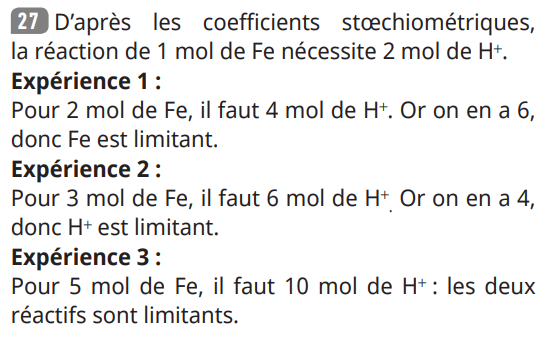 27 D’après les coefficients stœchiométriques,
la réaction de 1 mol de Fe nécessite 2 mol de H⁺.
Expérience 1 :
Pour 2 mol de Fe, il faut 4 mol de H⁺. Or on en a 6,
donc Fe est limitant.
Expérience 2 :
Pour 3 mol de Fe, il faut 6 mol de H⁺. Or on en a 4,
donc H⁺ est limitant.
Expérience 3 :
Pour 5 mol de Fe, il faut 10 mol de H⁺ : les deux
réactifs sont limitants.